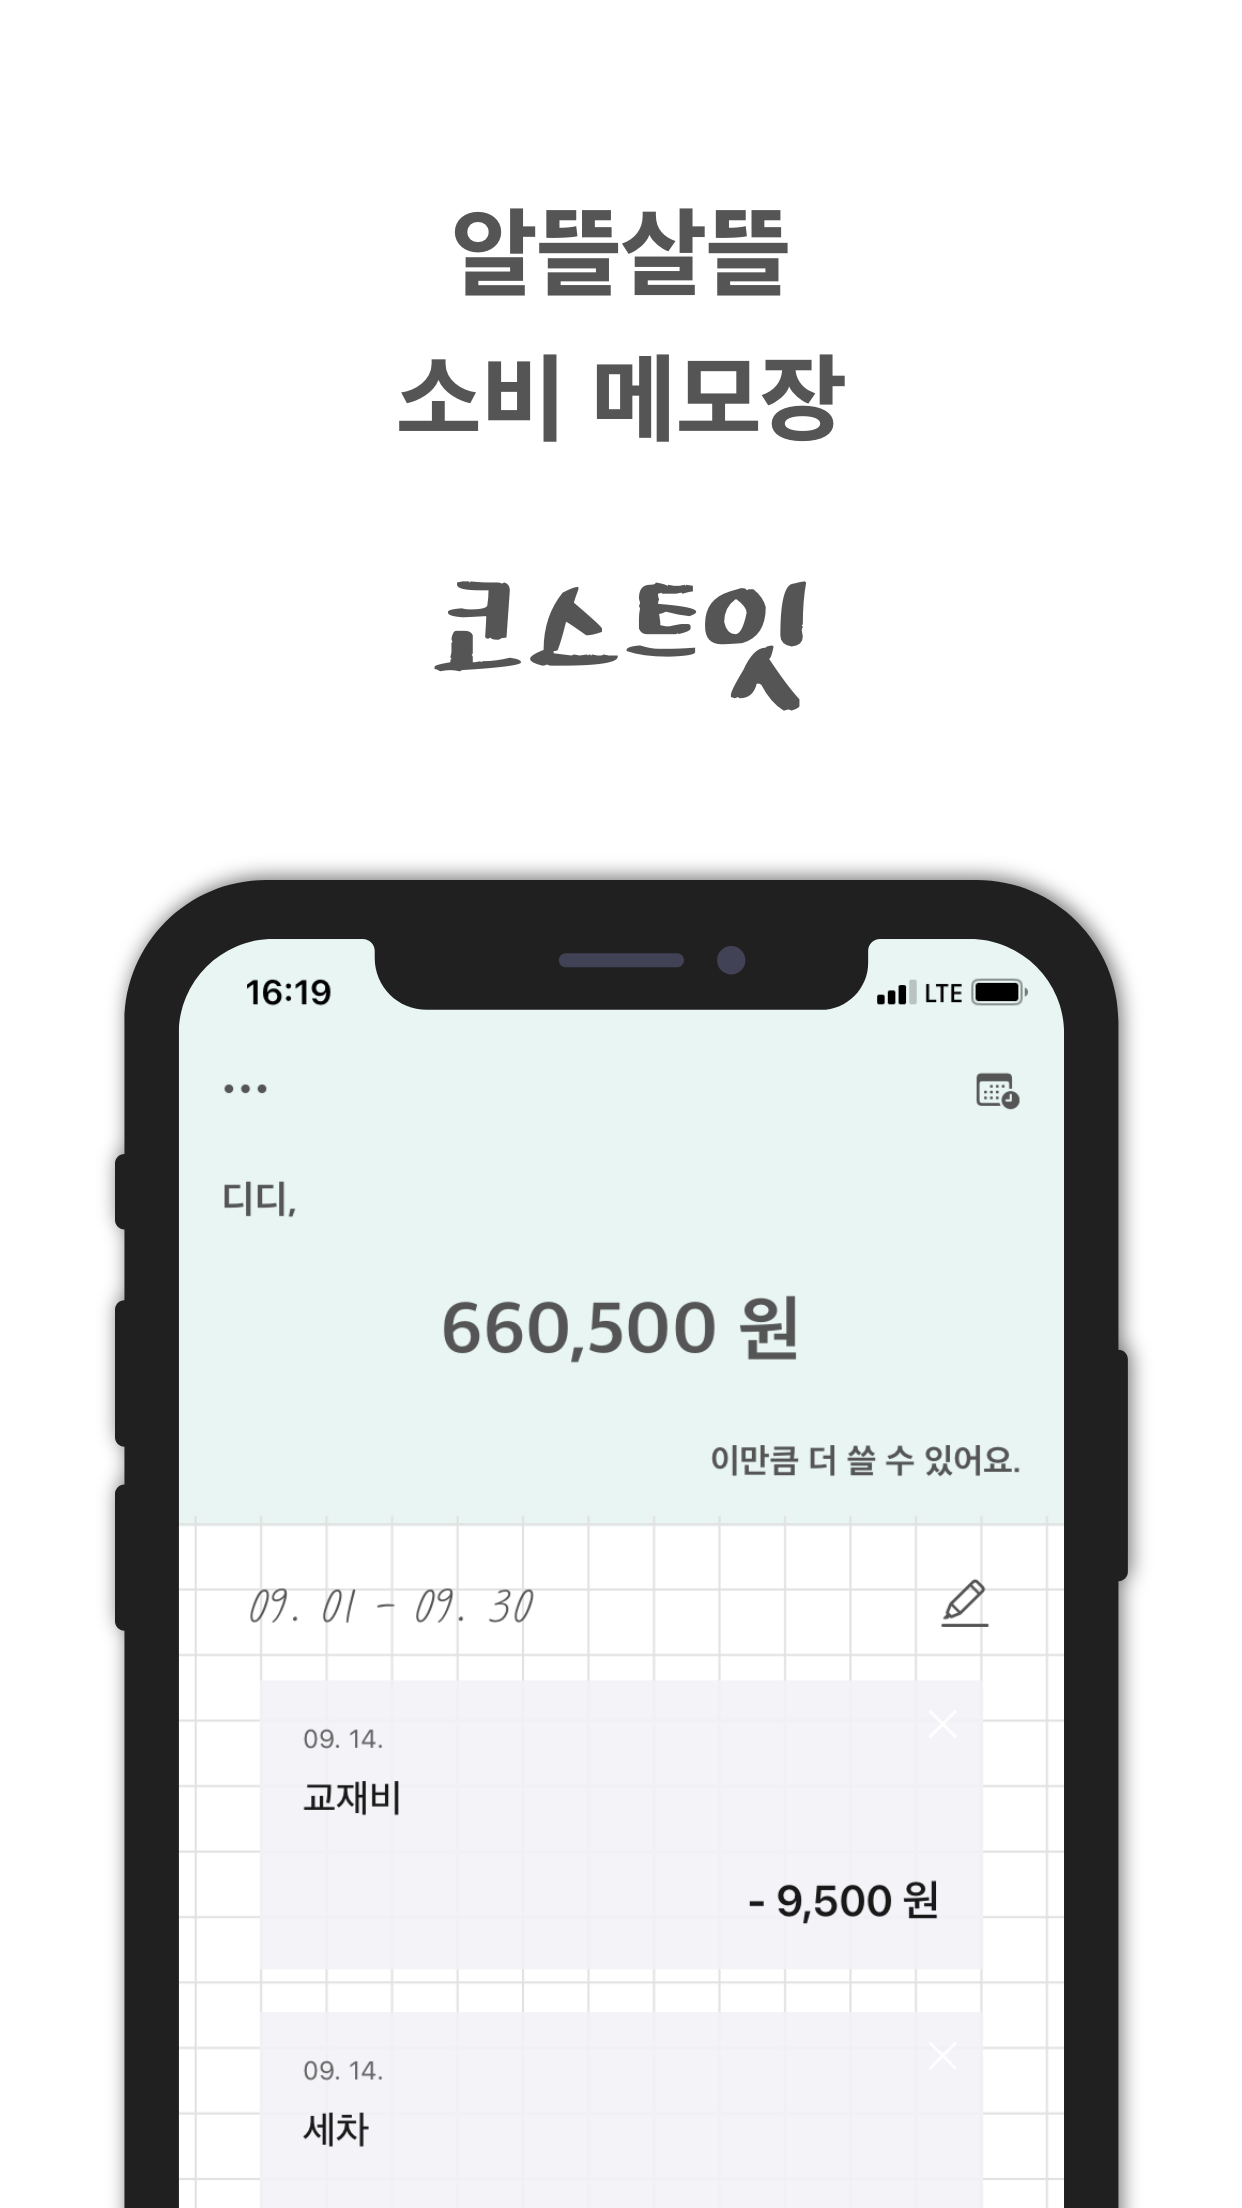 알뜰살뜰
소비 메모장
코스트잇
16:19 LTE
디디,
660,500 원
이만큼 더 쓸 수 있어요.
09. 01 - 09. 30
09. 14.
교재비
- 9,500 원
09. 14.
세차